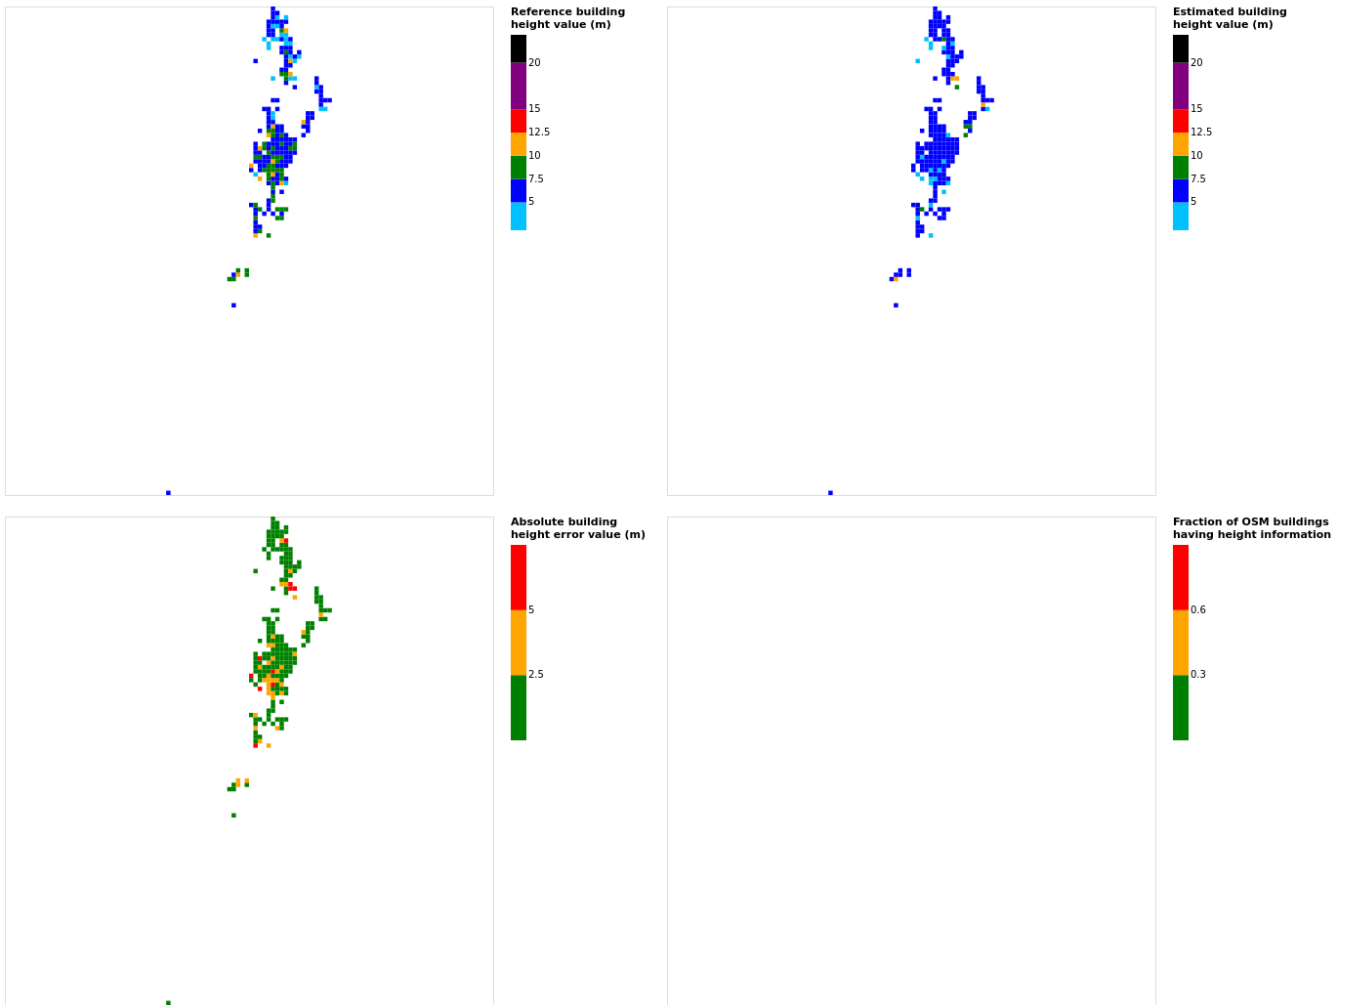 Reference building
height value (m)
20
15
12.5
10
7.5
5
Estimated building
height value (m)
20
15
12.5
10
7.5
5
Absolute building
height error value (m)
5
2.5
Fraction of OSM buildings
having height information
0.6
0.3